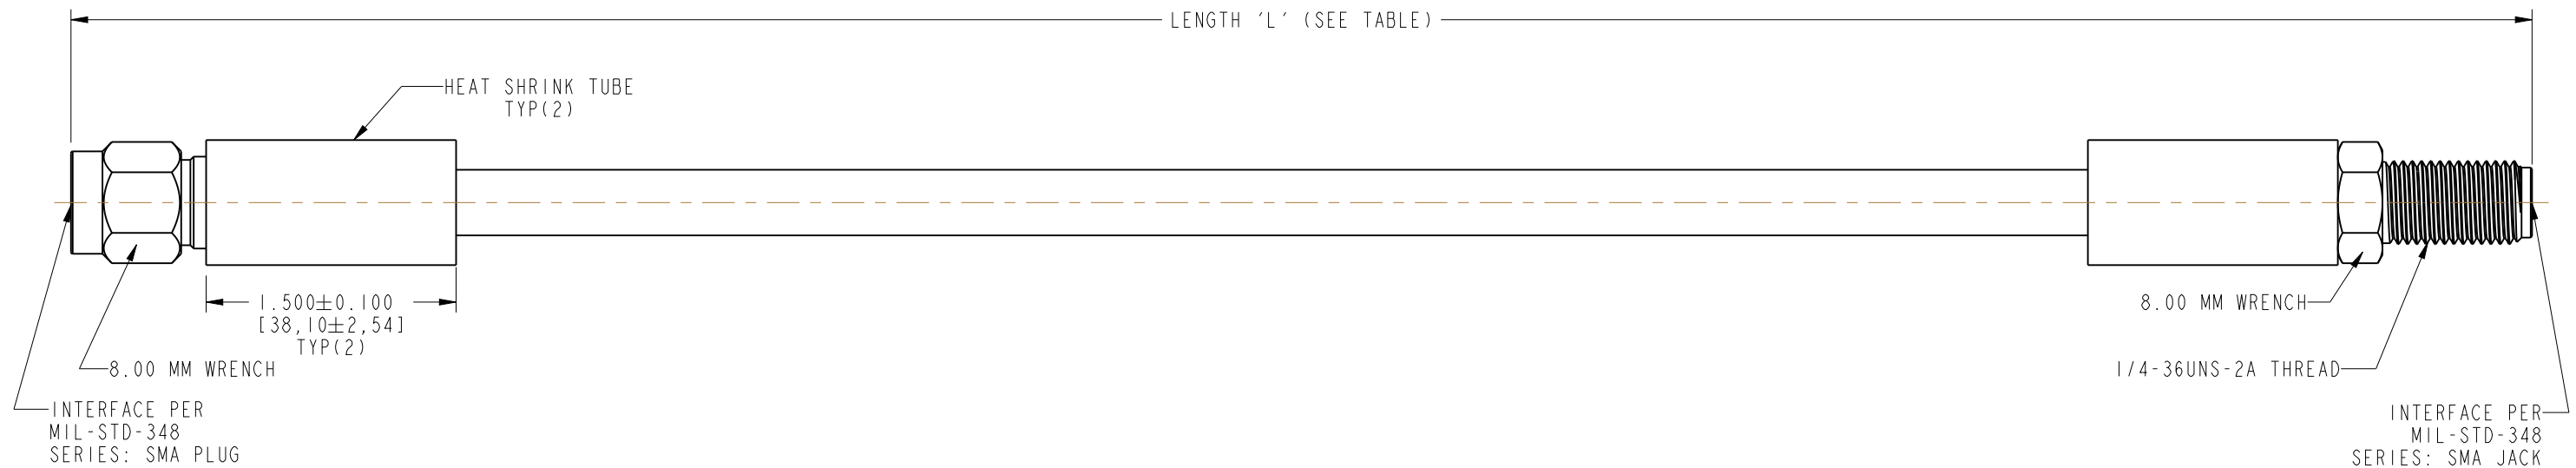 LENGTH 'L' (SEE TABLE)
HEAT SHRINK TUBE
TYP(2)
1.500±0.100
[38,10±2,54]
TYP(2)
8.00 MM WRENCH
INTERFACE PER
MIL-STD-348
SERIES: SMA PLUG
8.00 MM WRENCH
1/4-36UNS-2A THREAD
INTERFACE PER
MIL-STD-348
SERIES: SMA JACK